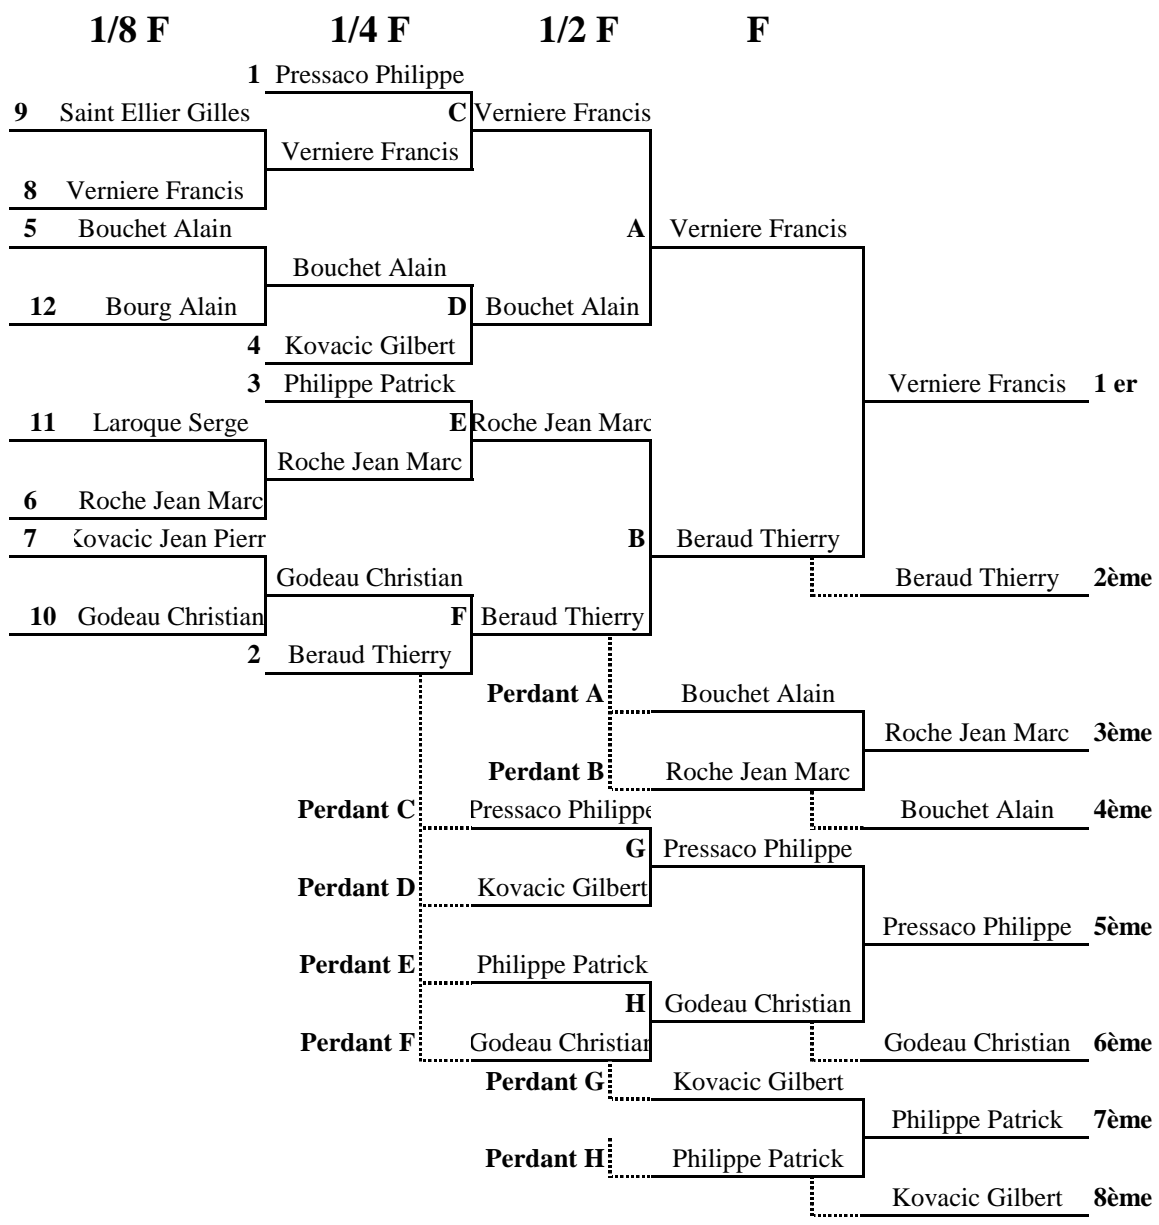 1/8 F 1/4 F 1/2 F F
1 Pressaco Philippe
9 Saint Ellier Gilles C Verniere Francis
Verniere Francis
8 Verniere Francis
5 Bouchet Alain A Verniere Francis
Bouchet Alain
12 Bourg Alain D Bouchet Alain
4 Kovacic Gilbert
3 Philippe Patrick Verniere Francis 1 er
11 Laroque Serge E Roche Jean Marc
Roche Jean Marc
6 Roche Jean Marc
7 Kovacic Jean Pierr B Beraud Thierry
Godeau Christian Beraud Thierry 2ème
10 Godeau Christian F Beraud Thierry
2 Beraud Thierry
Perdant A Bouchet Alain
Roche Jean Marc 3ème
Perdant B Roche Jean Marc
Perdant C Pressaco Philippe Bouchet Alain 4ème
G Pressaco Philippe
Perdant D Kovacic Gilbert
Pressaco Philippe 5ème
Perdant E Philippe Patrick
H Godeau Christian
Perdant F Godeau Christian Godeau Christian 6ème
Perdant G Kovacic Gilbert
Philippe Patrick 7ème
Perdant H Philippe Patrick
Kovacic Gilbert 8ème